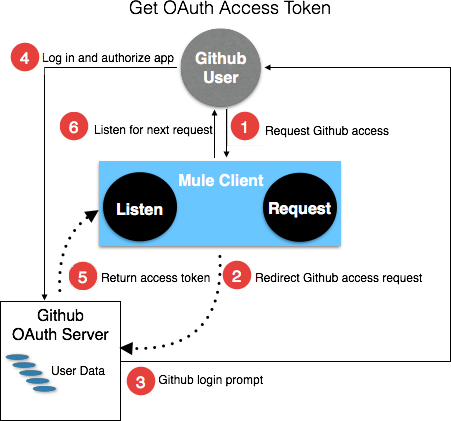 Get OAuth Access Token
4 Log in and authorize app
Github
User
6 Listen for next request
1 Request Github access
Mule Client
Listen
Request
5 Return access token
2 Redirect Github access request
Github
OAuth Server
User Data
3 Github login prompt